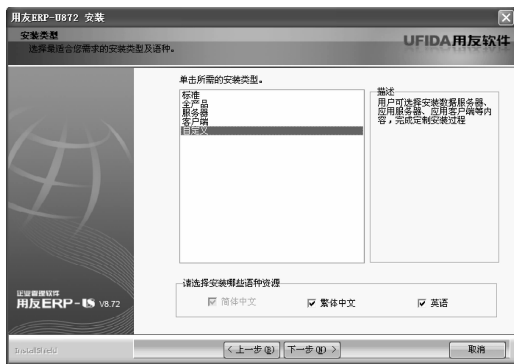 用友ERP-U872 安装
安装类型
选择最适合您需求的安装类型及语种。
UFIDA用友软件
单击所需的安装类型。
标准
全产品
服务器
客户端
自定义
描述
用户可选择安装数据服务器、
应用服务器、应用客户端等内
容，完成定制安装过程
请选择安装哪些语种资源
简体中文
繁体中文
英语
企业管理软件
用友ERP-U8 V8.72
InstallShield
<上一步(B)
下一步(N)>
取消